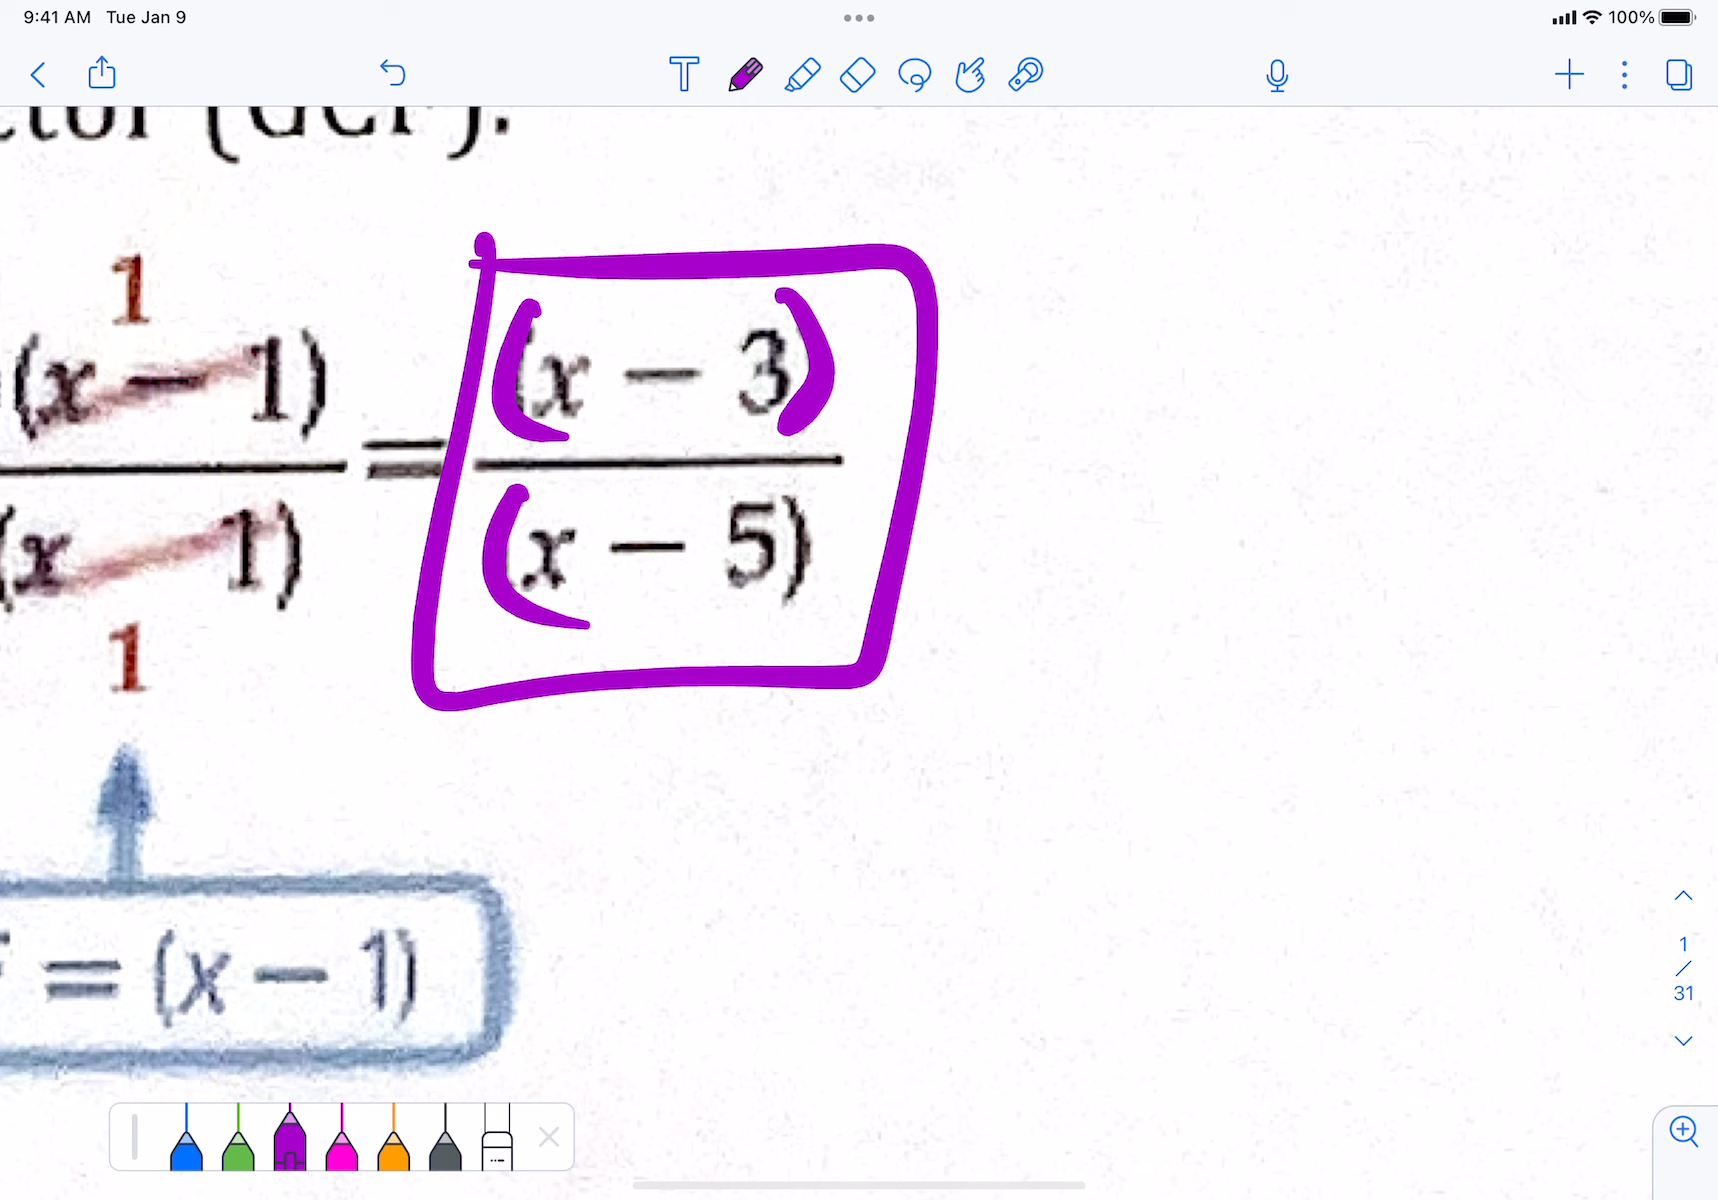 9:41 AM Tue Jan 9
100%
1
(x − 1) = (x − 3)
(x − 1) (x − 5)
1
= (x − 1)
1
/
31